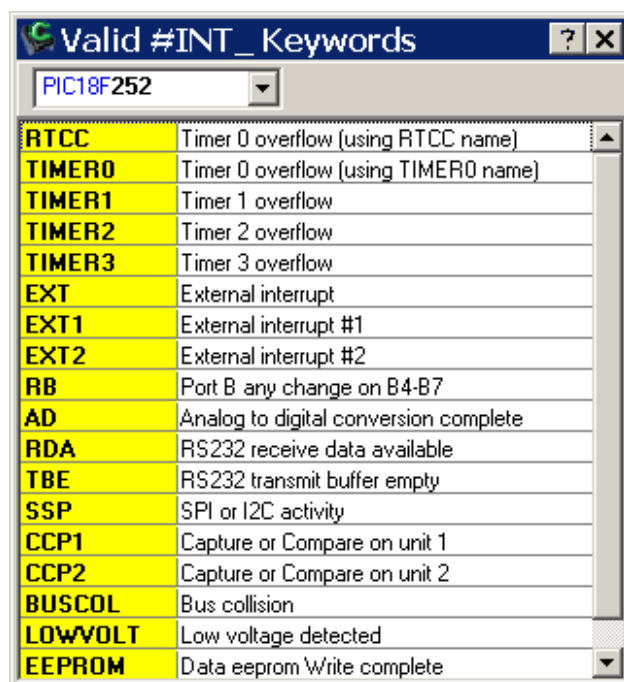 Valid #INT_ Keywords
PIC18F252
RTCC Timer 0 overflow (using RTCC name)
TIMER0 Timer 0 overflow (using TIMER0 name)
TIMER1 Timer 1 overflow
TIMER2 Timer 2 overflow
TIMER3 Timer 3 overflow
EXT External interrupt
EXT1 External interrupt #1
EXT2 External interrupt #2
RB Port B any change on B4-B7
AD Analog to digital conversion complete
RDA RS232 receive data available
TBE RS232 transmit buffer empty
SSP SPI or I2C activity
CCP1 Capture or Compare on unit 1
CCP2 Capture or Compare on unit 2
BUSCOL Bus collision
LOWVOLT Low voltage detected
EEPROM Data eeprom Write complete